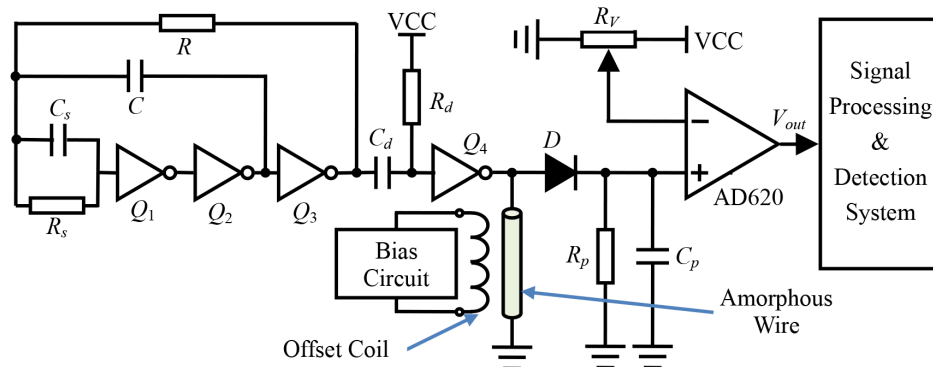 R
VCC
R_V
VCC
C
R_d
C_s
C_d
Q_4
D
V_out
Signal
Processing
&
Detection
System
R_s
Q_1
Q_2
Q_3
AD620
Bias
Circuit
R_p
C_p
Offset Coil
Amorphous
Wire